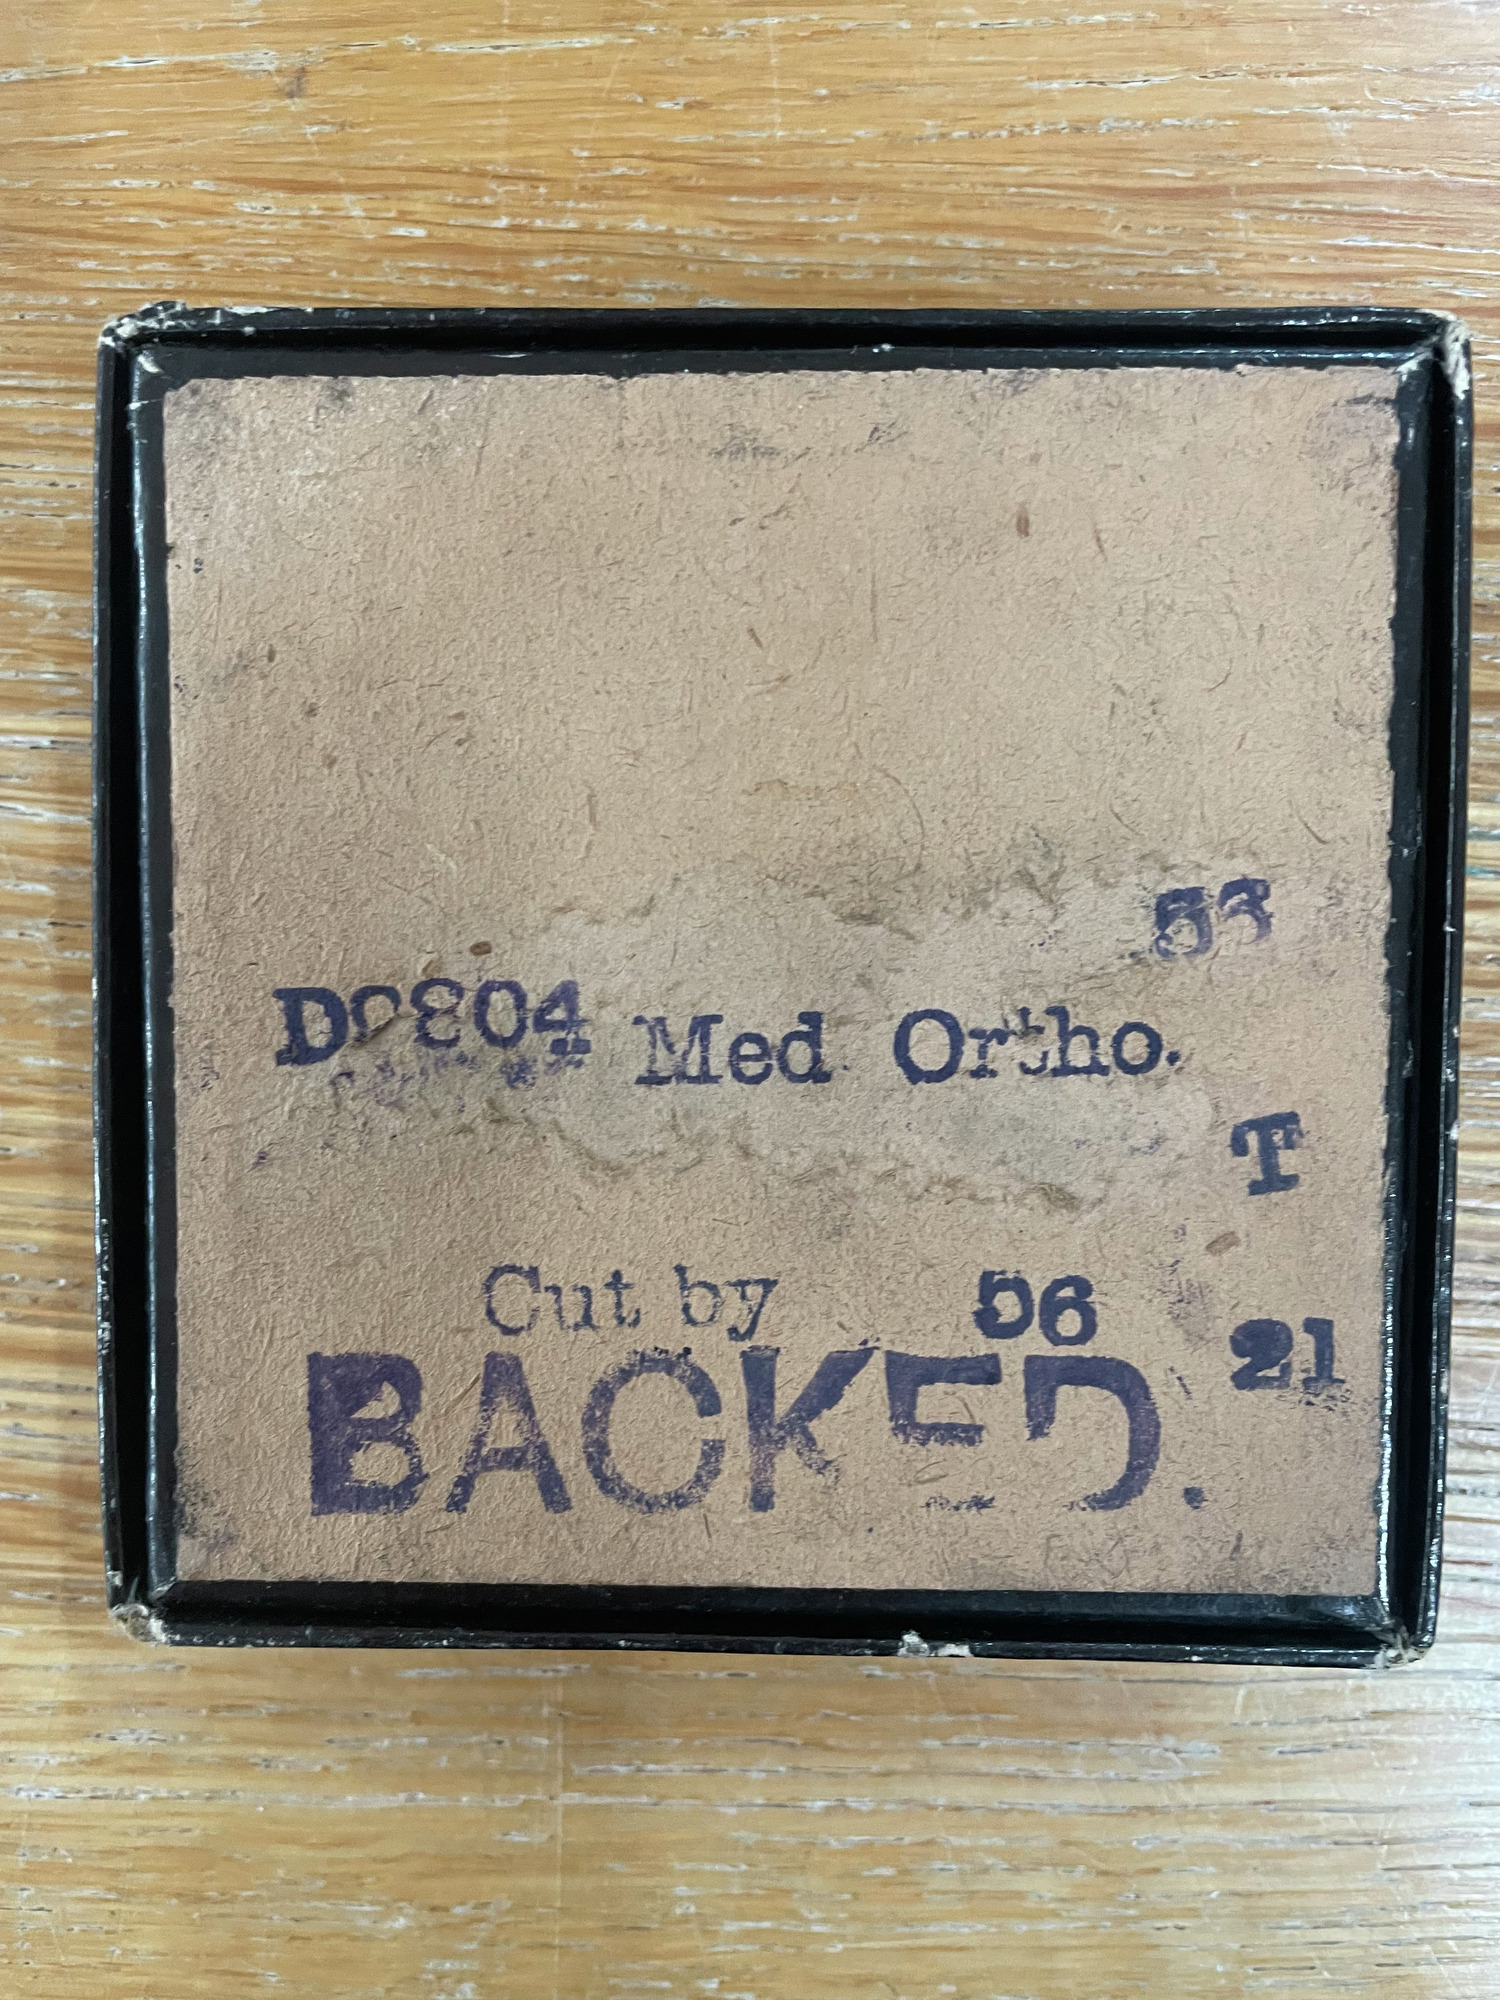 53
D0804 Med Ortho.
T
Cut by 56
21
BACKED.